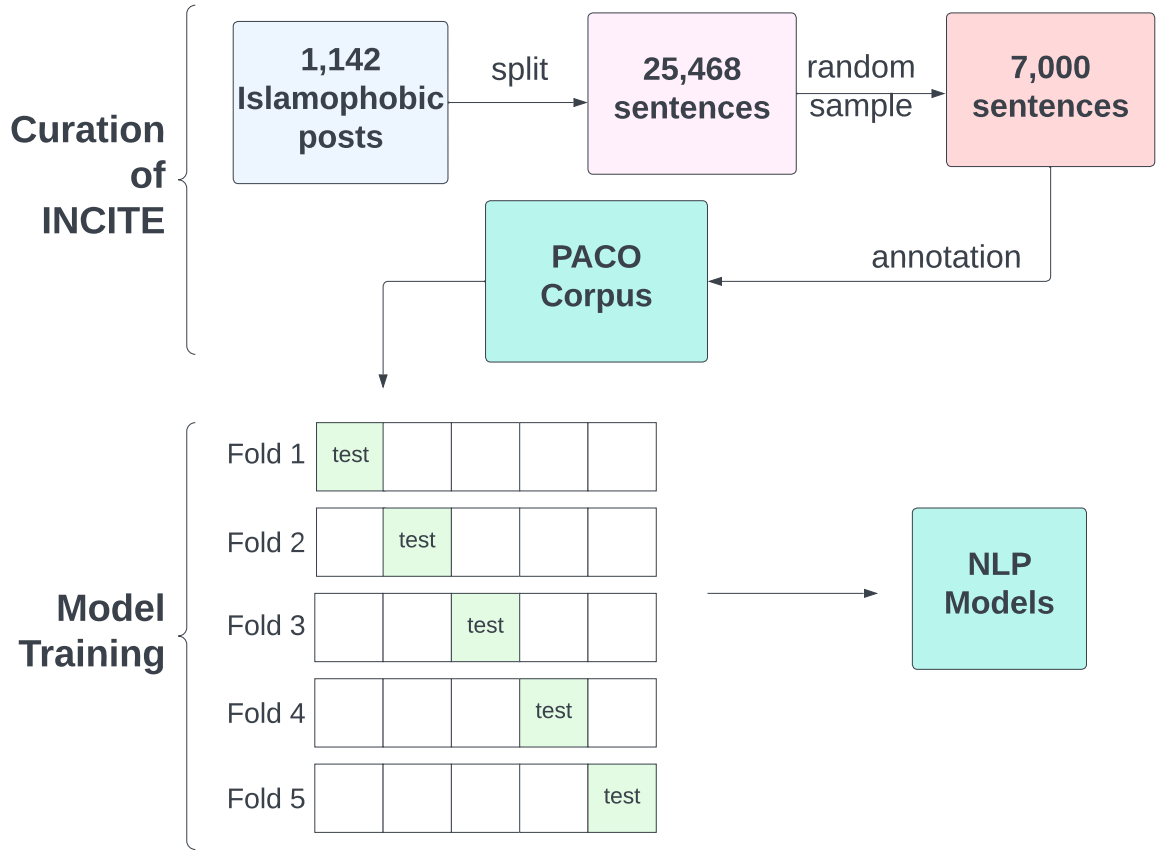 Curation
of
INCITE
1,142
Islamophobic
posts
split
25,468
sentences
random
sample
7,000
sentences
annotation
PACO
Corpus
Model
Training
Fold 1
test
Fold 2
test
Fold 3
test
Fold 4
test
Fold 5
test
NLP
Models